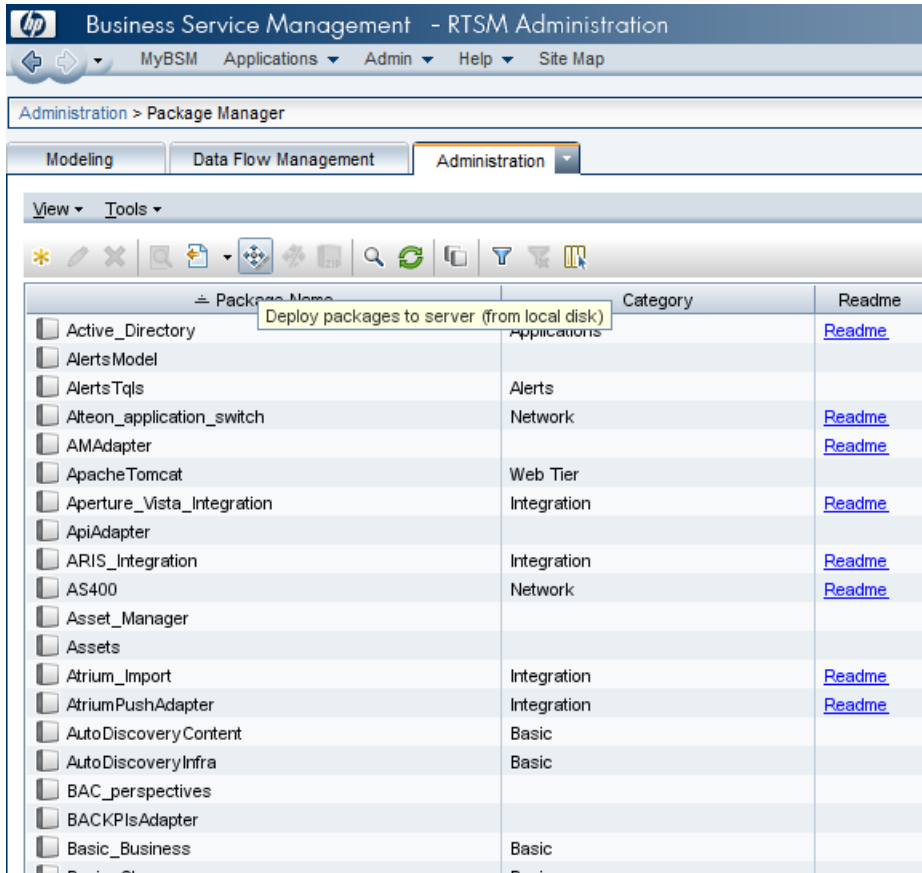 hp Business Service Management - RTSM Administration
MyBSM Applications Admin Help Site Map
Administration > Package Manager
Modeling Data Flow Management Administration
View Tools
ZIP
Package Name Category Readme
Deploy packages to server (from local disk)
Active_Directory Applications Readme
AlertsModel
AlertsTqls Alerts
Alteon_application_switch Network Readme
AMAdapter Readme
ApacheTomcat Web Tier
Aperture_Vista_Integration Integration Readme
ApiAdapter
ARIS_Integration Integration Readme
AS400 Network Readme
Asset_Manager
Assets
Atrium_Import Integration Readme
AtriumPushAdapter Integration Readme
AutoDiscoveryContent Basic
AutoDiscoveryInfra Basic
BAC_perspectives
BACKPIsAdapter
Basic_Business Basic